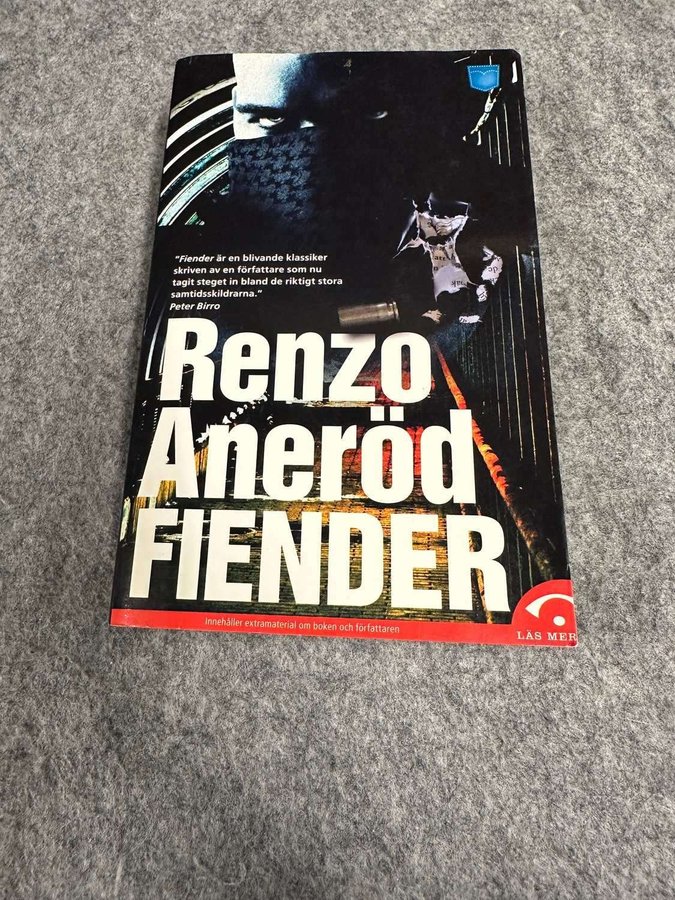 "Fiender är en blivande klassiker
skriven av en författare som nu
tagit steget in bland de riktigt stora
samtidsskildrarna."
Peter Birro
Renzo
Aneröd
FIENDER
Innehåller extramaterial om boken och författaren
LÄS MER